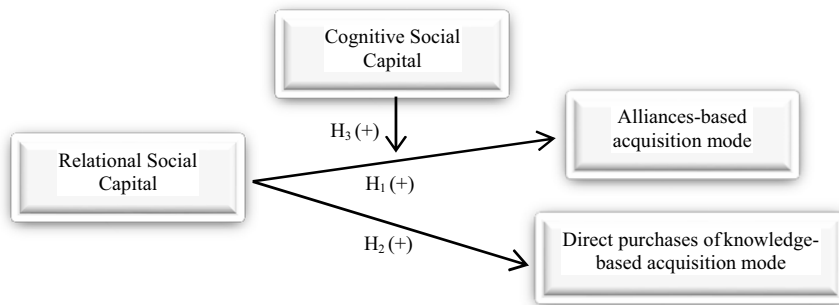 Cognitive Social
Capital
H3 (+)
Alliances-based
acquisition mode
Relational Social
Capital
H1 (+)
H2 (+)
Direct purchases of knowledge-
based acquisition mode